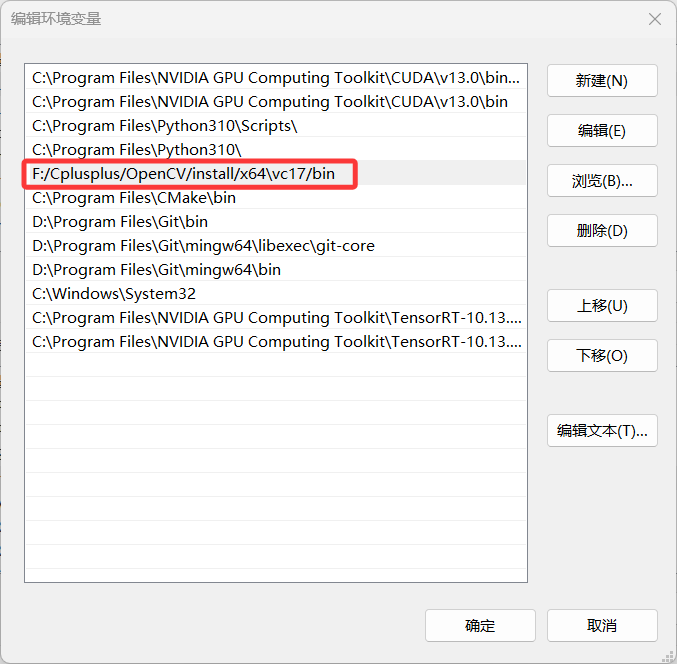 编辑环境变量
C:\Program Files\NVIDIA GPU Computing Toolkit\CUDA\v13.0\bin...
C:\Program Files\NVIDIA GPU Computing Toolkit\CUDA\v13.0\bin
C:\Program Files\Python310\Scripts\
C:\Program Files\Python310\
F:/Cplusplus/OpenCV/install/x64\vc17/bin
C:\Program Files\CMake\bin
D:\Program Files\Git\bin
D:\Program Files\Git\mingw64\libexec\git-core
D:\Program Files\Git\mingw64\bin
C:\Windows\System32
C:\Program Files\NVIDIA GPU Computing Toolkit\TensorRT-10.13....
C:\Program Files\NVIDIA GPU Computing Toolkit\TensorRT-10.13....
新建(N)
编辑(E)
浏览(B)...
删除(D)
上移(U)
下移(O)
编辑文本(T)...
确定
取消